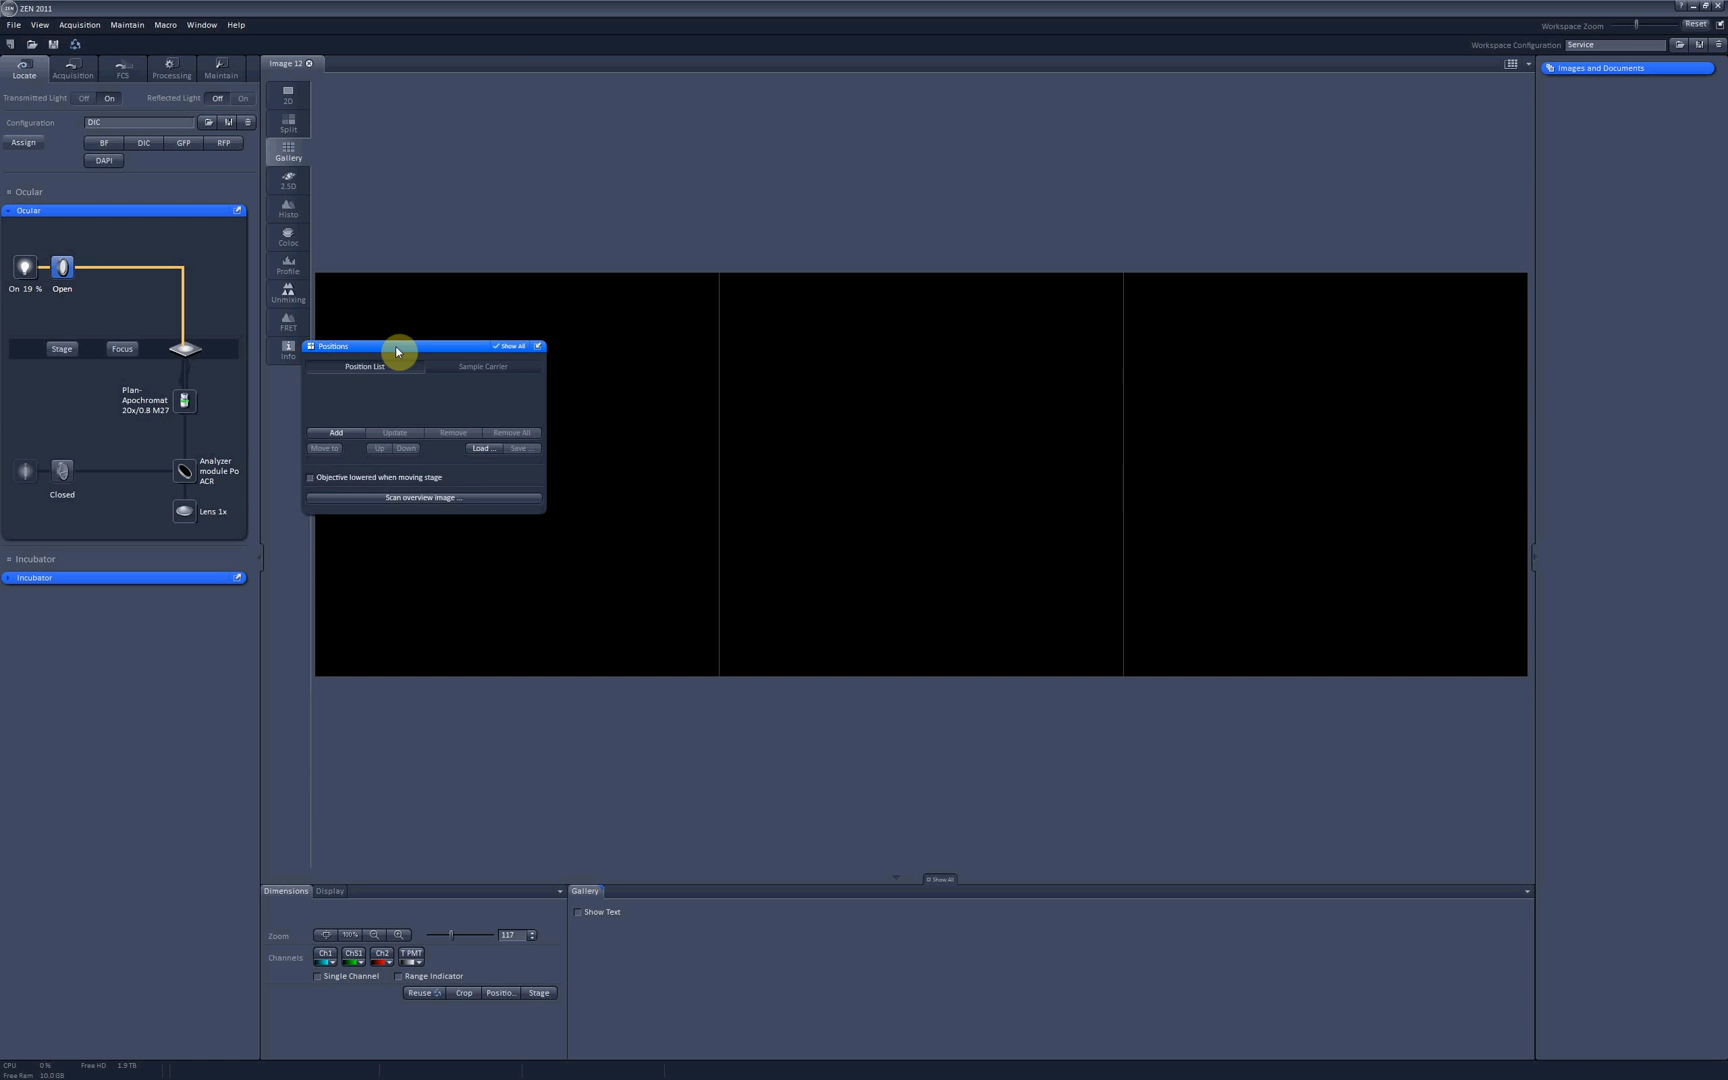 ZEN 2011
File View Acquisition Maintain Macro Window Help
Workspace Zoom Reset
Workspace Configuration Service
Locate Acquisition FCS Processing Maintain
Image 12
Images and Documents
Transmitted Light Off On Reflected Light Off On
Configuration DIC
Assign BF DIC GFP RFP
DAPI
Ocular
Ocular
On 19 % Open
Stage Focus
Plan-
Apochromat
20x/0.8 M27
Analyzer
module Po
ACR
Closed
Lens 1x
Incubator
Incubator
2D
Split
Gallery
2.5D
Histo
Coloc
Profile
Unmixing
FRET
Info
Positions Show All
Position List Sample Carrier
Add Update Remove Remove All
Move to Up Down Load ... Save ...
Objective lowered when moving stage
Scan overview image ...
Show All
Dimensions Display
Gallery
Show Text
Zoom 100% 117
Channels Ch1 ChS1 Ch2 T PMT
Single Channel Range Indicator
Reuse Crop Positio... Stage
CPU 0 % Free HD 1.9 TB
Free Ram 10.0 GB